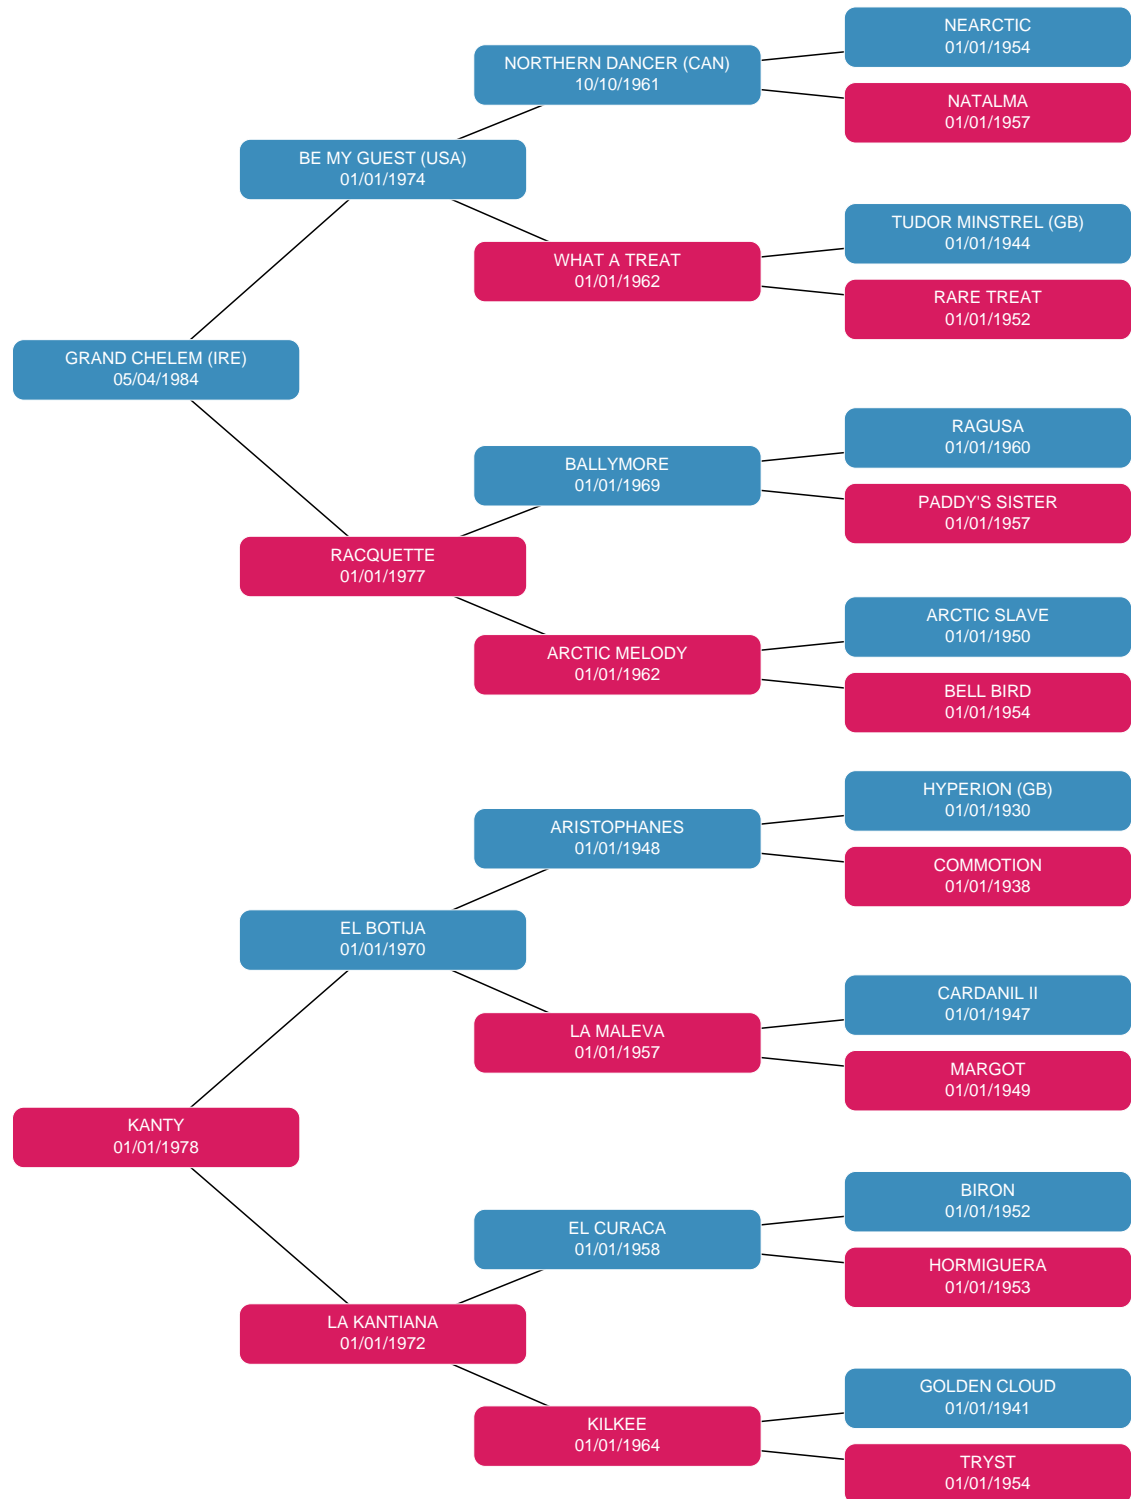 NEARCTIC
01/01/1954
NORTHERN DANCER (CAN)
10/10/1961
NATALMA
01/01/1957
BE MY GUEST (USA)
01/01/1974
TUDOR MINSTREL (GB)
01/01/1944
WHAT A TREAT
01/01/1962
RARE TREAT
01/01/1952
GRAND CHELEM (IRE)
05/04/1984
RAGUSA
01/01/1960
BALLYMORE
01/01/1969
PADDY'S SISTER
01/01/1957
RACQUETTE
01/01/1977
ARCTIC SLAVE
01/01/1950
ARCTIC MELODY
01/01/1962
BELL BIRD
01/01/1954
HYPERION (GB)
01/01/1930
ARISTOPHANES
01/01/1948
COMMOTION
01/01/1938
EL BOTIJA
01/01/1970
CARDANIL II
01/01/1947
LA MALEVA
01/01/1957
MARGOT
01/01/1949
KANTY
01/01/1978
BIRON
01/01/1952
EL CURACA
01/01/1958
HORMIGUERA
01/01/1953
LA KANTIANA
01/01/1972
GOLDEN CLOUD
01/01/1941
KILKEE
01/01/1964
TRYST
01/01/1954